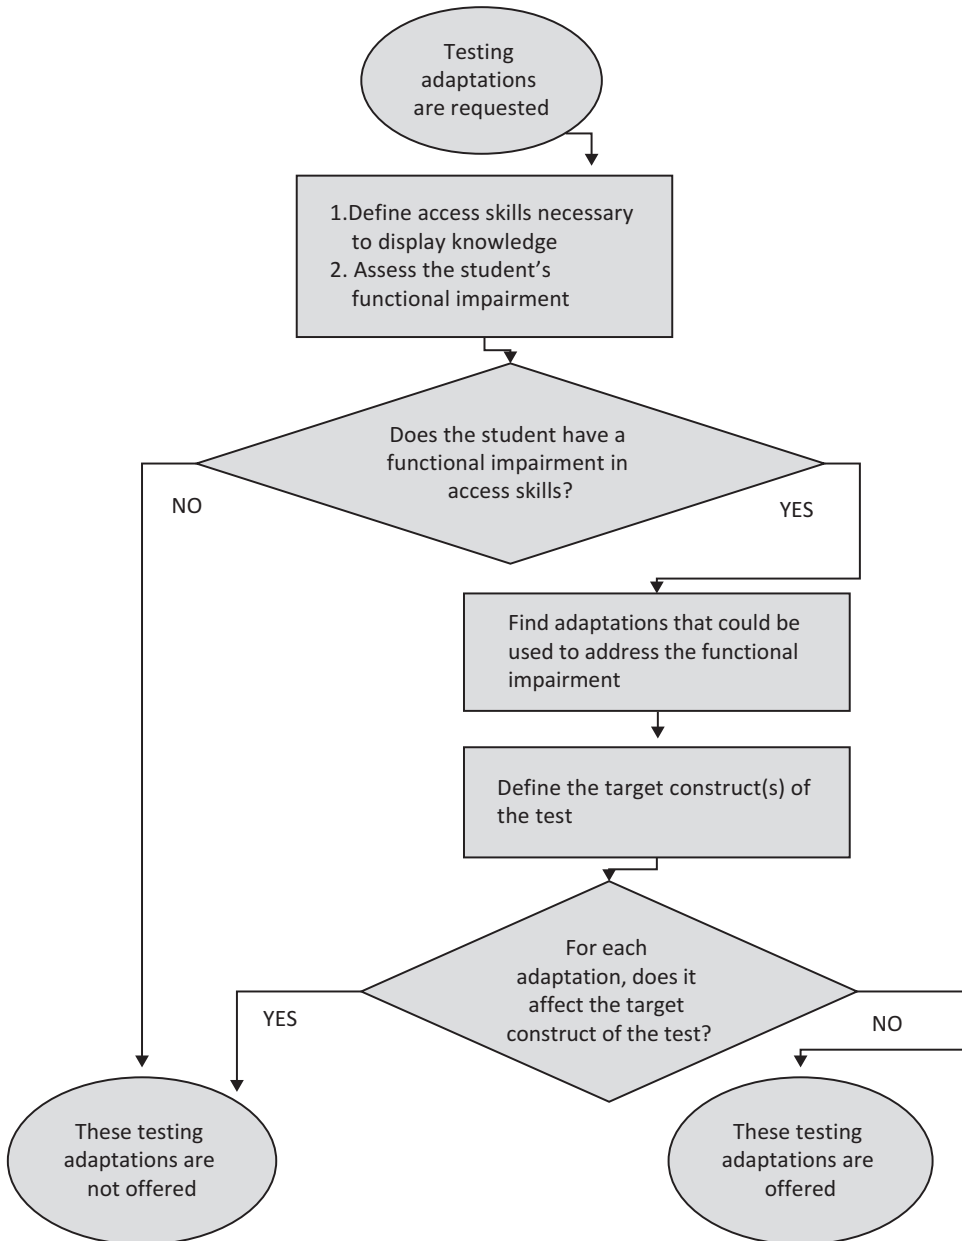 Testing
adaptations
are requested
1.Define access skills necessary
to display knowledge
2. Assess the student’s
functional impairment
Does the student have a
functional impairment in
access skills?
NO
YES
Find adaptations that could be
used to address the functional
impairment
Define the target construct(s) of
the test
For each
adaptation, does it
affect the target
construct of the test?
YES
NO
These testing
adaptations are
not offered
These testing
adaptations are
offered